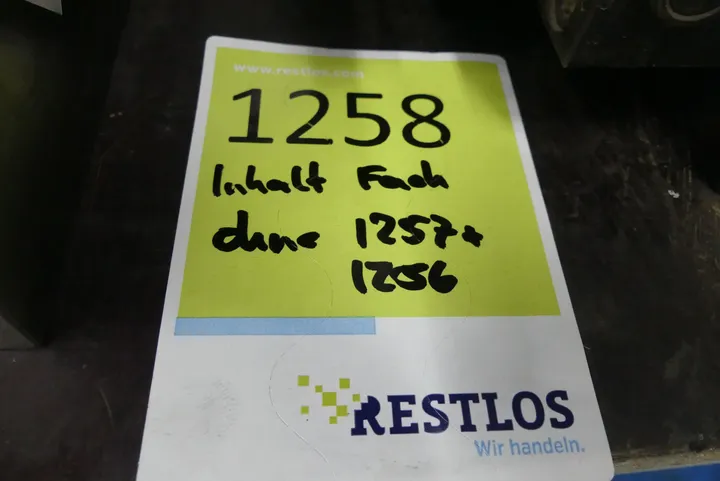 www.restlos.com
1258
Inhalt Fach
ohne 1257+
1256
RESTLOS
Wir handeln.